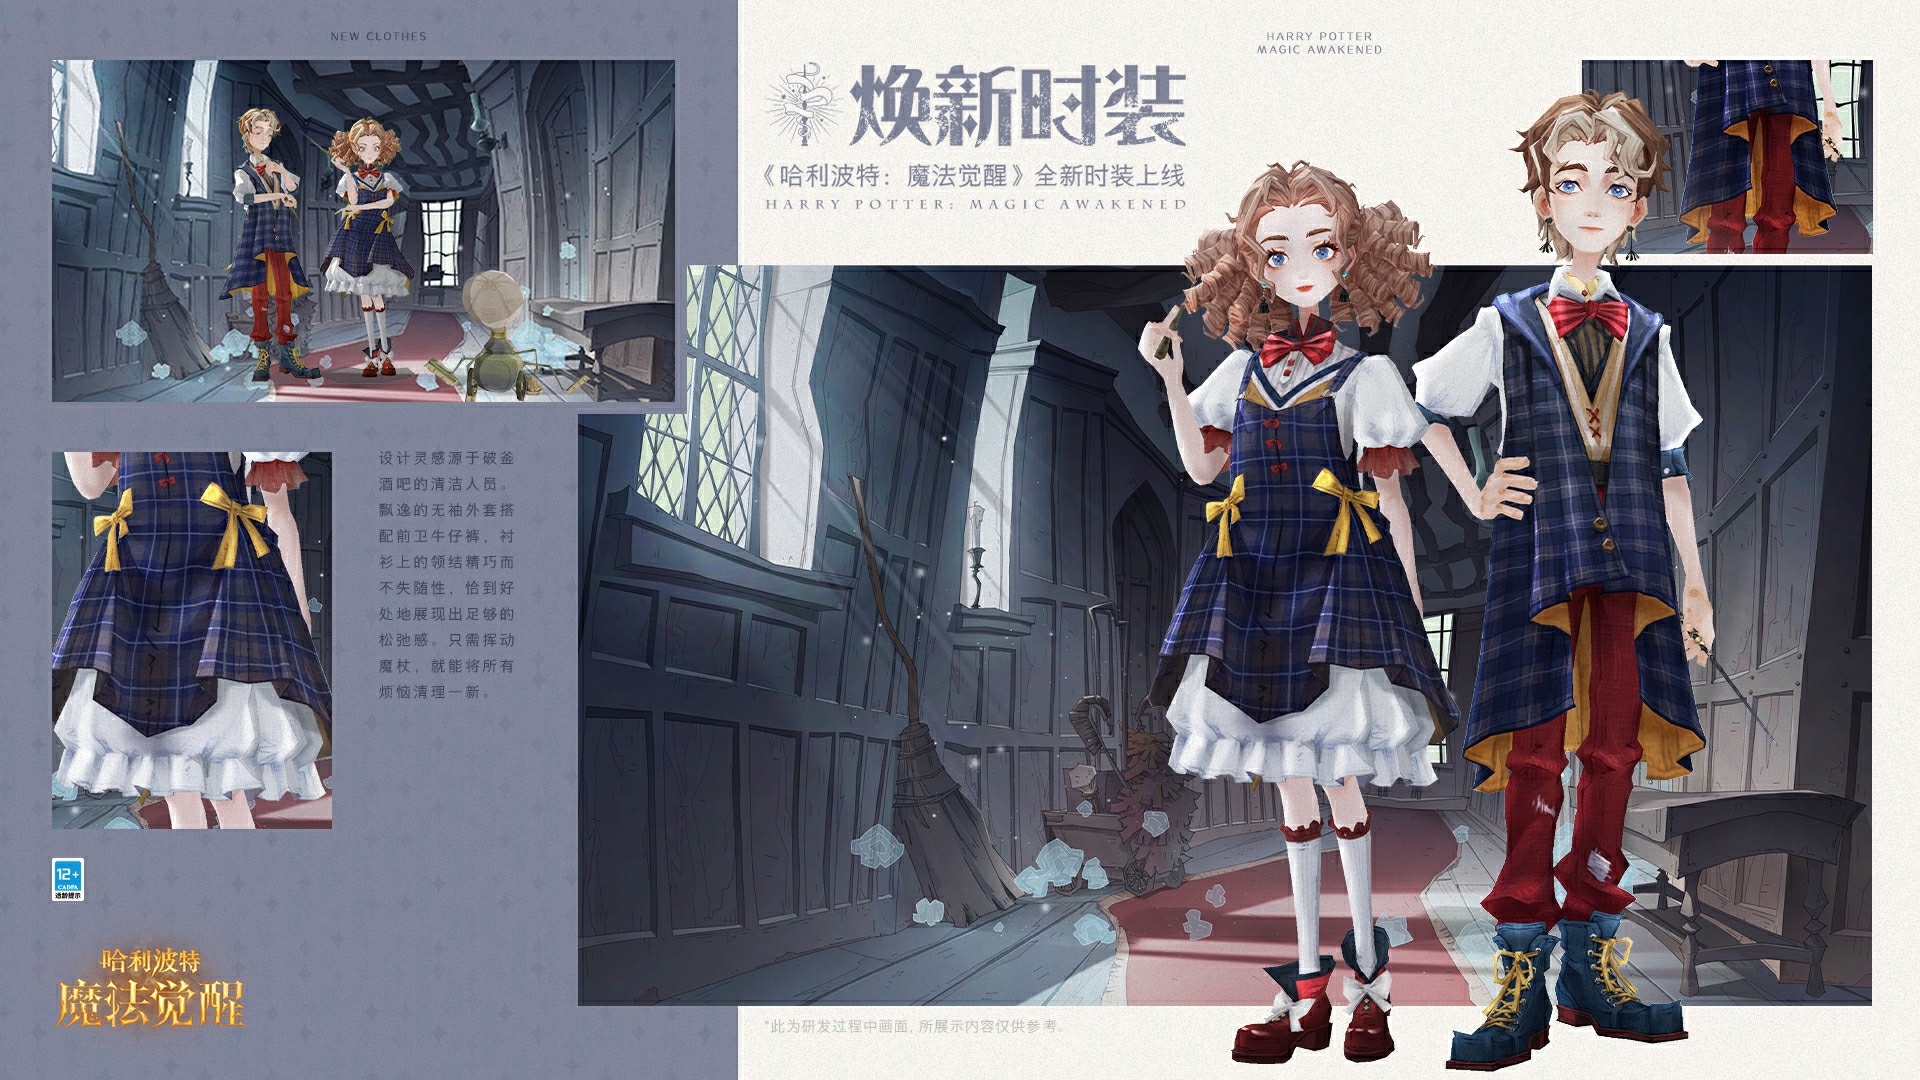 NEW CLOTHES
HARRY POTTER
MAGIC AWAKENED
焕新时装
《哈利波特：魔法觉醒》全新时装上线
HARRY POTTER: MAGIC AWAKENED
设计灵感源于破釜
酒吧的清洁人员。
飘逸的无袖外套搭
配前卫牛仔裤，衬
衫上的领结精巧而
不失随性，恰到好
处地展现出足够的
松弛感。只需挥动
魔杖，就能将所有
烦恼清理一新。
12+
CADPA
适龄提示
哈利波特
魔法觉醒
*此为研发过程中画面，所展示内容仅供参考。